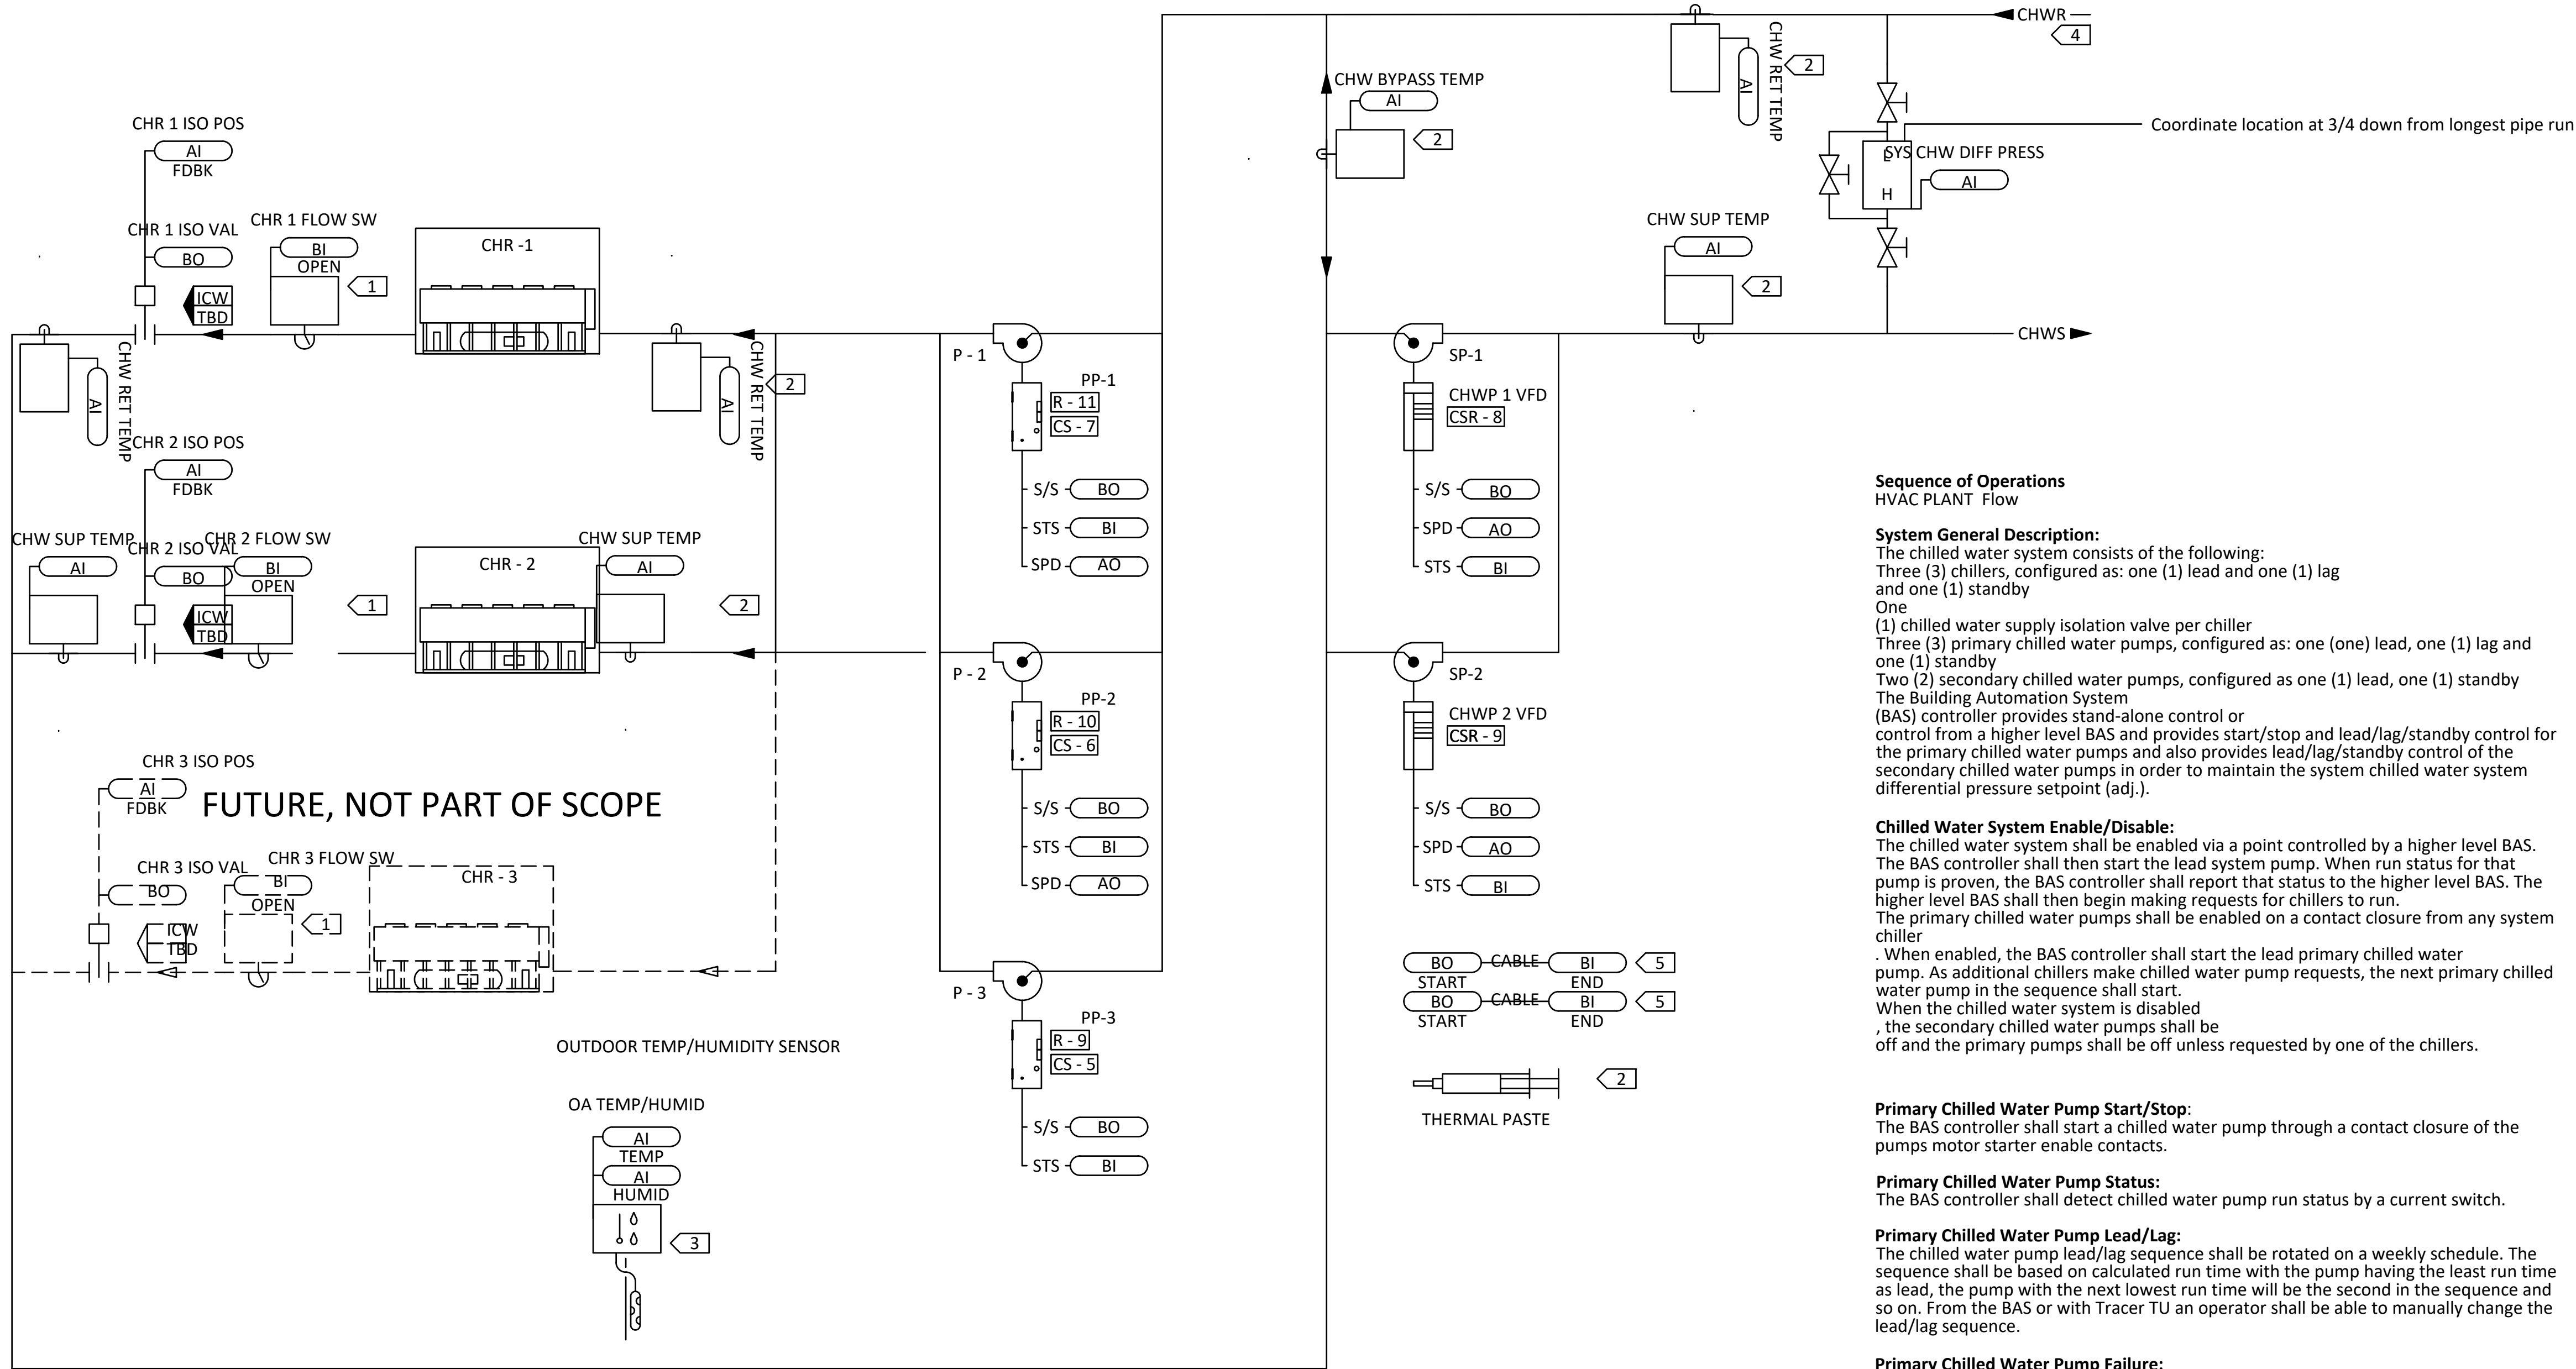 CHWR
4
CHW RET TEMP
AI
2
CHW BYPASS TEMP
AI
2
Coordinate location at 3/4 down from longest pipe run
SYS CHW DIFF PRESS
L
H
AI
CHW SUP TEMP
AI
2
CHWS
CHR 1 ISO POS
AI
FDBK
CHR 1 ISO VAL
BO
CHR 1 FLOW SW
BI
OPEN
1
ICW
TBD
CHR -1
CHW RET TEMP
AI
CHW RET TEMP
AI
2
CHR 2 ISO POS
AI
FDBK
CHW SUP TEMP
AI
CHR 2 ISO VAL
BO
CHR 2 FLOW SW
BI
OPEN
1
ICW
TBD
CHR - 2
CHW SUP TEMP
AI
2
CHR 3 ISO POS
AI
FDBK
FUTURE, NOT PART OF SCOPE
CHR 3 ISO VAL
BO
CHR 3 FLOW SW
BI
OPEN
1
ICW
TBD
CHR - 3
OUTDOOR TEMP/HUMIDITY SENSOR
OA TEMP/HUMID
AI
TEMP
AI
HUMID
3
P - 1
PP-1
R - 11
CS - 7
S/S BO
STS BI
SPD AO
P - 2
PP-2
R - 10
CS - 6
S/S BO
STS BI
SPD AO
P - 3
PP-3
R - 9
CS - 5
S/S BO
STS BI
SP-1
CHWP 1 VFD
CSR - 8
S/S BO
SPD AO
STS BI
SP-2
CHWP 2 VFD
CSR - 9
S/S BO
SPD AO
STS BI
BO CABLE BI 5
START END
BO CABLE BI 5
START END
2
THERMAL PASTE
Sequence of Operations
HVAC PLANT Flow
System General Description:
The chilled water system consists of the following:
Three (3) chillers, configured as: one (1) lead and one (1) lag
and one (1) standby
One
(1) chilled water supply isolation valve per chiller
Three (3) primary chilled water pumps, configured as: one (one) lead, one (1) lag and
one (1) standby
Two (2) secondary chilled water pumps, configured as one (1) lead, one (1) standby
The Building Automation System
(BAS) controller provides stand-alone control or
control from a higher level BAS and provides start/stop and lead/lag/standby control for
the primary chilled water pumps and also provides lead/lag/standby control of the
secondary chilled water pumps in order to maintain the system chilled water system
differential pressure setpoint (adj.).
Chilled Water System Enable/Disable:
The chilled water system shall be enabled via a point controlled by a higher level BAS.
The BAS controller shall then start the lead system pump. When run status for that
pump is proven, the BAS controller shall report that status to the higher level BAS. The
higher level BAS shall then begin making requests for chillers to run.
The primary chilled water pumps shall be enabled on a contact closure from any system
chiller
. When enabled, the BAS controller shall start the lead primary chilled water
pump. As additional chillers make chilled water pump requests, the next primary chilled
water pump in the sequence shall start.
When the chilled water system is disabled
, the secondary chilled water pumps shall be
off and the primary pumps shall be off unless requested by one of the chillers.
Primary Chilled Water Pump Start/Stop:
The BAS controller shall start a chilled water pump through a contact closure of the
pumps motor starter enable contacts.
Primary Chilled Water Pump Status:
The BAS controller shall detect chilled water pump run status by a current switch.
Primary Chilled Water Pump Lead/Lag:
The chilled water pump lead/lag sequence shall be rotated on a weekly schedule. The
sequence shall be based on calculated run time with the pump having the least run time
as lead, the pump with the next lowest run time will be the second in the sequence and
so on. From the BAS or with Tracer TU an operator shall be able to manually change the
lead/lag sequence.
Primary Chilled Water Pump Failure: